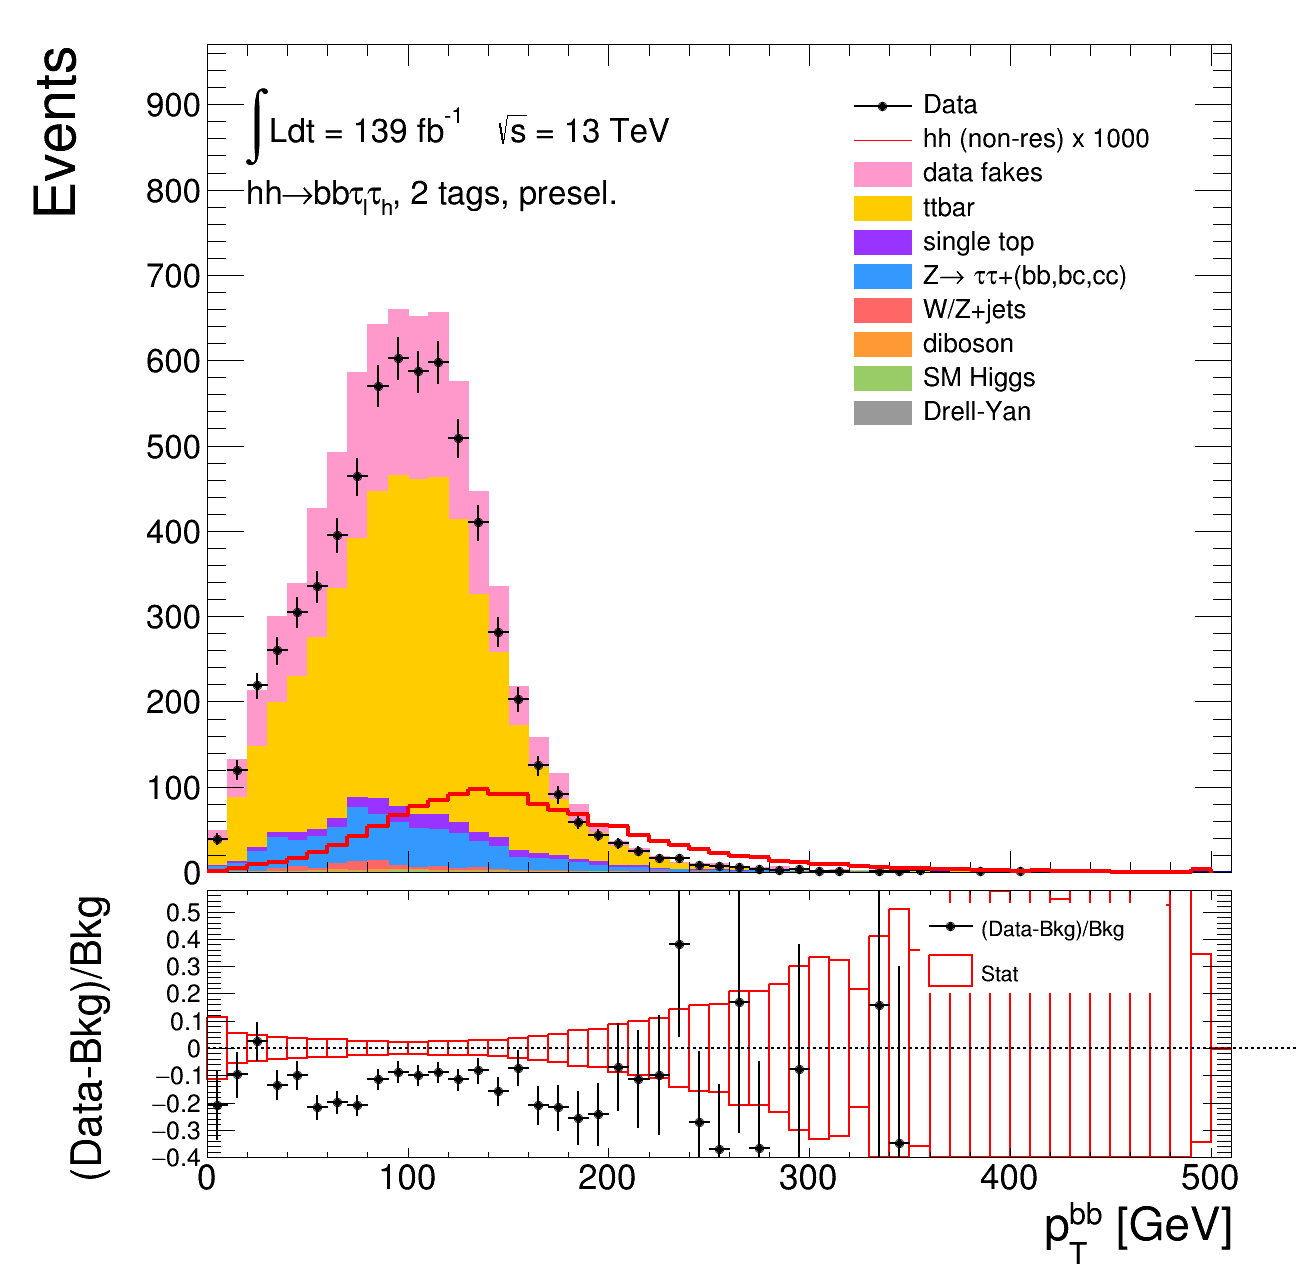 Events
900
800
700
600
500
400
300
200
100
0
∫Ldt = 139 fb⁻¹ √s = 13 TeV
hh→bbτ_lτ_h, 2 tags, presel.
Data
hh (non-res) x 1000
data fakes
ttbar
single top
Z→ ττ+(bb,bc,cc)
W/Z+jets
diboson
SM Higgs
Drell-Yan
(Data-Bkg)/Bkg
0.5
0.4
0.3
0.2
0.1
0
−0.1
−0.2
−0.3
−0.4
(Data-Bkg)/Bkg
Stat
0 100 200 300 400 500
p_T^bb [GeV]